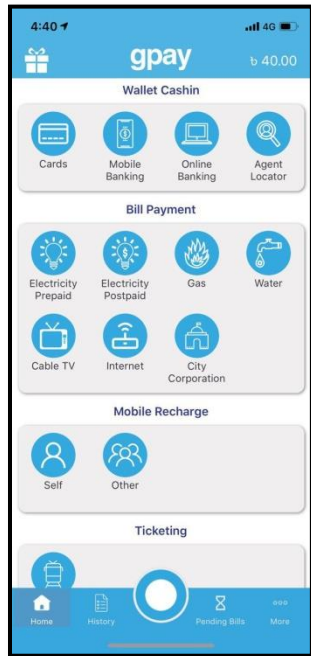 4:40
4G
gpay
৳ 40.00
Wallet Cashin
Cards
Mobile
Banking
Online
Banking
Agent
Locator
Bill Payment
Electricity
Prepaid
Electricity
Postpaid
Gas
Water
Cable TV
Internet
City
Corporation
Mobile Recharge
Self
Other
Ticketing
Home
History
Pending Bills
More